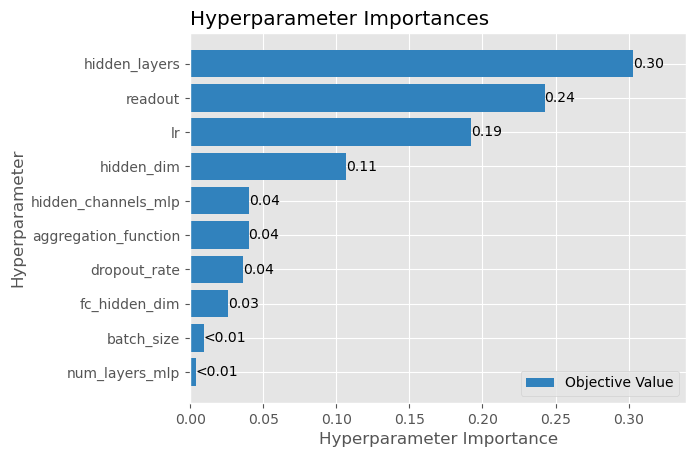 Hyperparameter Importances
Hyperparameter
hidden_layers
0.30
readout
0.24
lr
0.19
hidden_dim
0.11
hidden_channels_mlp
0.04
aggregation_function
0.04
dropout_rate
0.04
fc_hidden_dim
0.03
batch_size
<0.01
num_layers_mlp
<0.01
Objective Value
0.00 0.05 0.10 0.15 0.20 0.25 0.30
Hyperparameter Importance